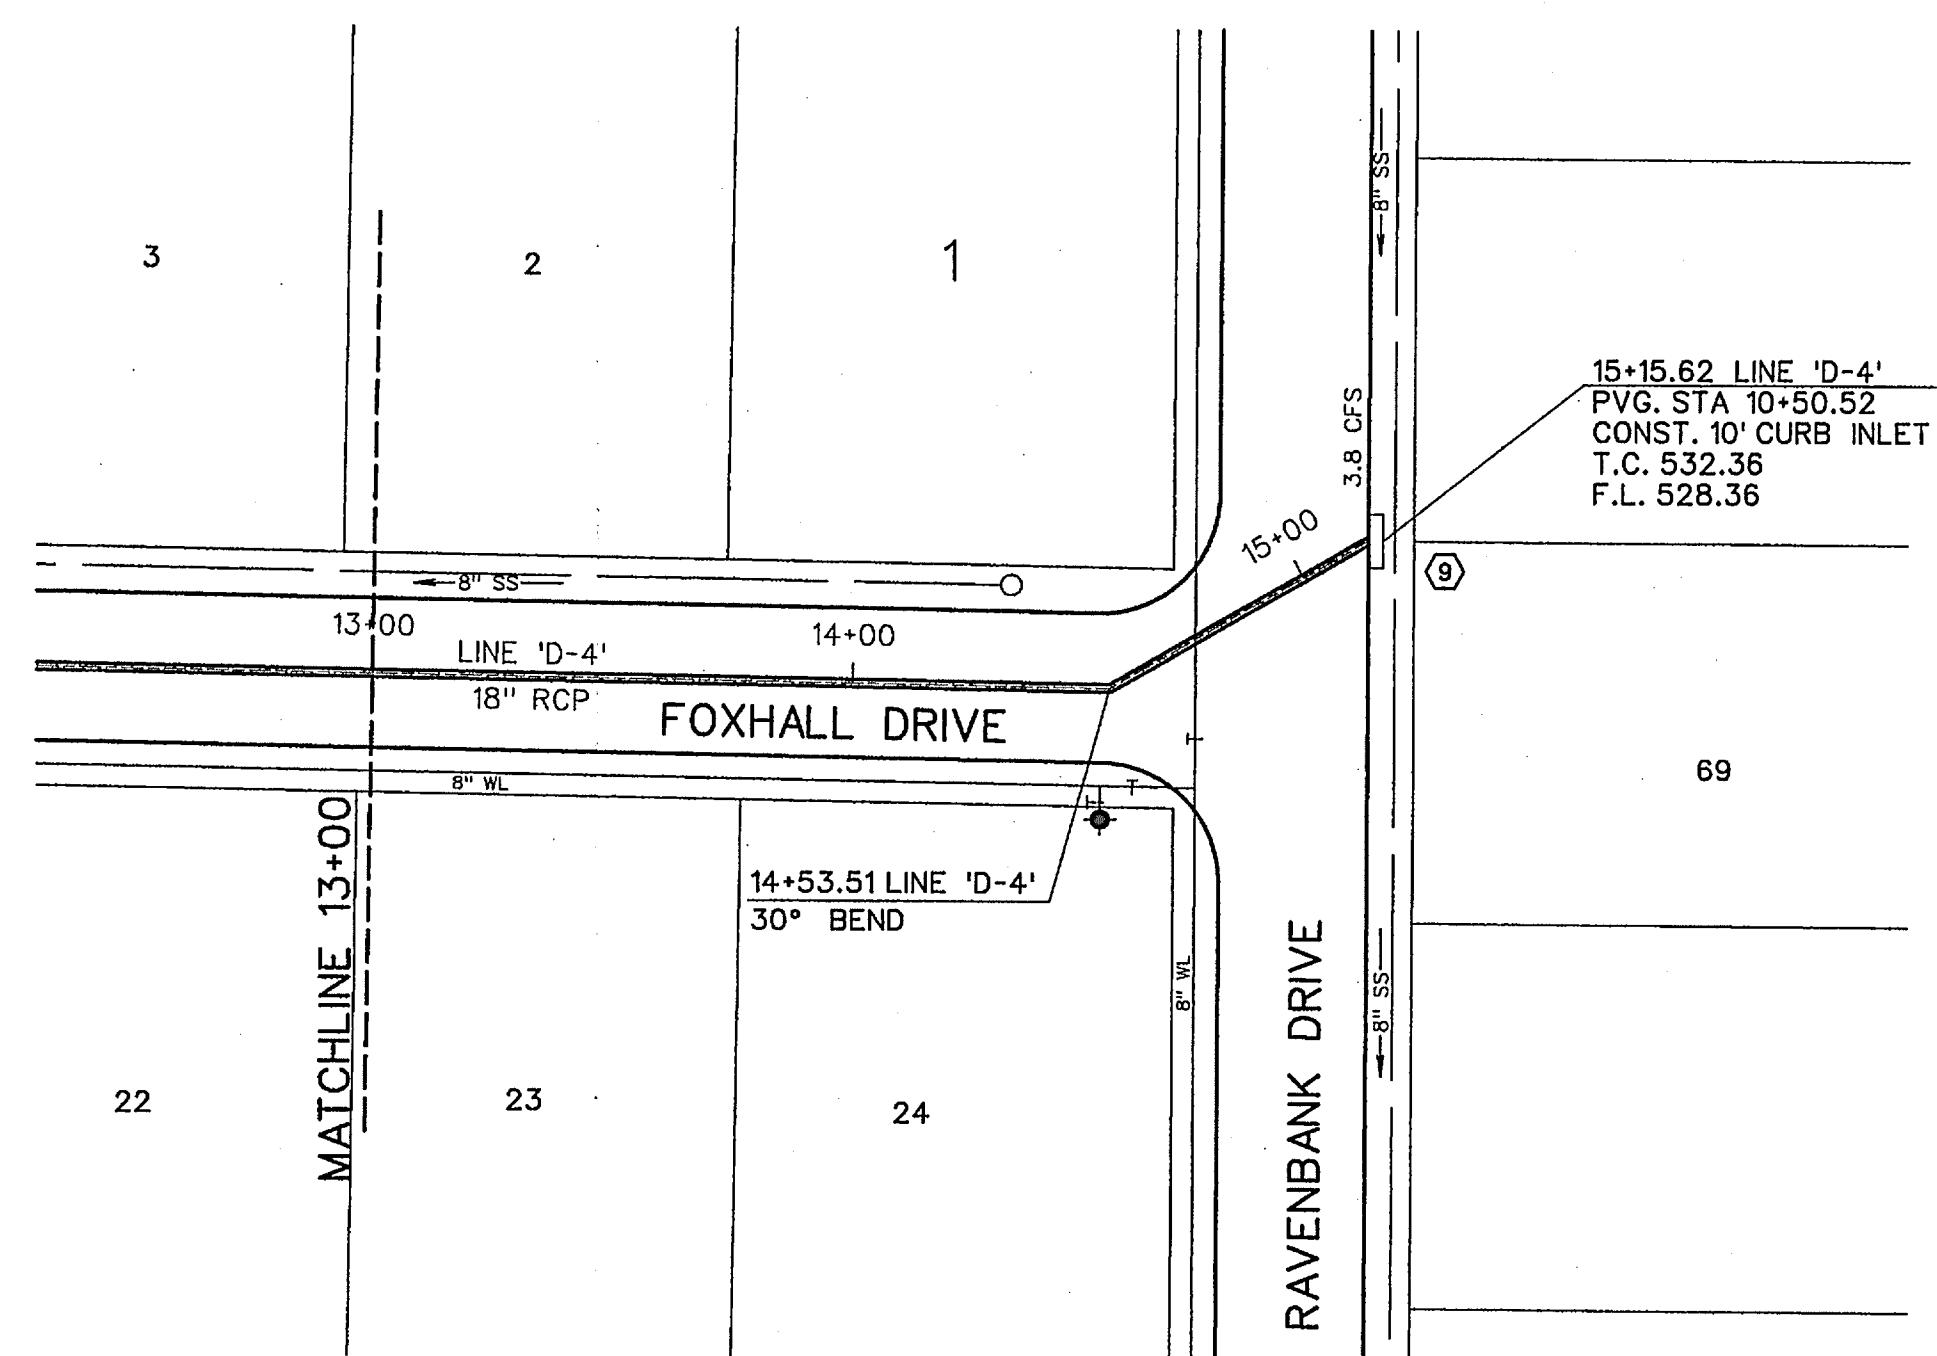 3
2
1
8" SS
15+15.62 LINE 'D-4'
PVG. STA 10+50.52
CONST. 10' CURB INLET
T.C. 532.36
F.L. 528.36
3.8 CFS
15+00
9
8" SS
13+00
14+00
LINE 'D-4'
18" RCP
FOXHALL DRIVE
8" WL
69
MATCHLINE 13+00
14+53.51 LINE 'D-4'
30° BEND
8" WL
8" SS
RAVENBANK DRIVE
22
23
24